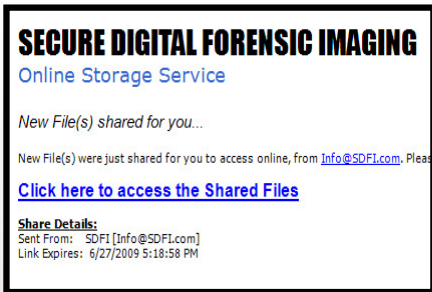 SECURE DIGITAL FORENSIC IMAGING
Online Storage Service
New File(s) shared for you...
New File(s) were just shared for you to access online, from Info@SDFI.com. Pleas
Click here to access the Shared Files
Share Details:
Sent From: SDFI [Info@SDFI.com]
Link Expires: 6/27/2009 5:18:58 PM